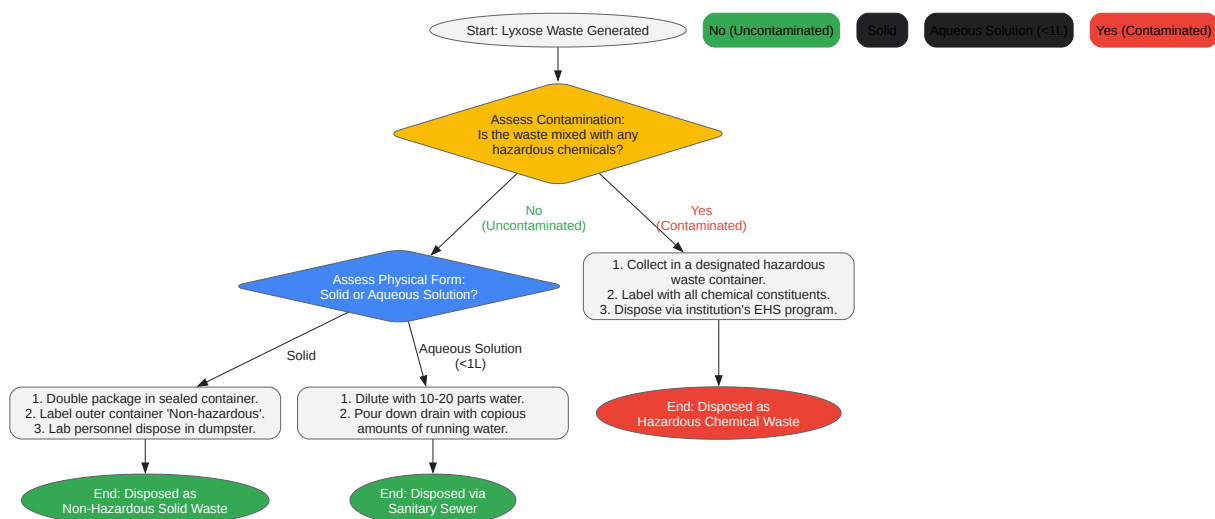 Start: Lyxose Waste Generated
No (Uncontaminated)
Solid
Aqueous Solution (<1L)
Yes (Contaminated)
Assess Contamination:
Is the waste mixed with any
hazardous chemicals?
No
(Uncontaminated)
Yes
(Contaminated)
Assess Physical Form:
Solid or Aqueous Solution?
1. Collect in a designated hazardous
waste container.
2. Label with all chemical constituents.
3. Dispose via institution's EHS program.
Solid
Aqueous Solution
(<1L)
1. Double package in sealed container.
2. Label outer container 'Non-hazardous'.
3. Lab personnel dispose in dumpster.
1. Dilute with 10-20 parts water.
2. Pour down drain with copious
amounts of running water.
End: Disposed as
Hazardous Chemical Waste
End: Disposed as
Non-Hazardous Solid Waste
End: Disposed via
Sanitary Sewer